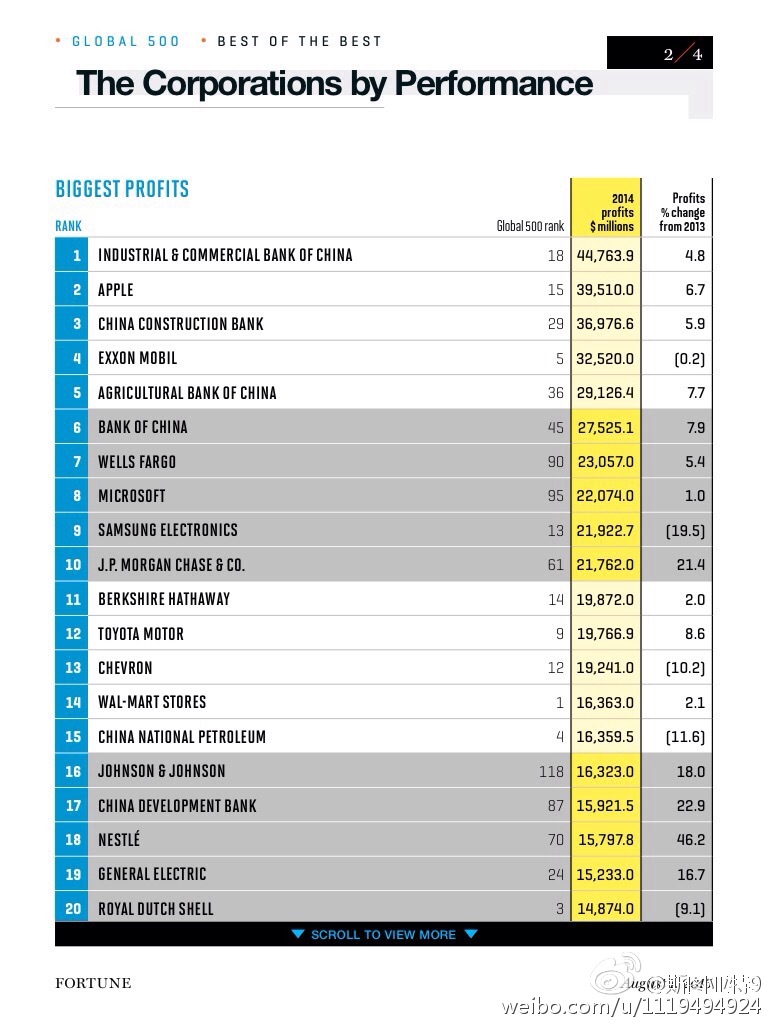 • GLOBAL 500 • BEST OF THE BEST
2/4
The Corporations by Performance
BIGGEST PROFITS
RANK Global 500 rank 2014 profits $ millions Profits % change from 2013
1 INDUSTRIAL & COMMERCIAL BANK OF CHINA 18 44,763.9 4.8
2 APPLE 15 39,510.0 6.7
3 CHINA CONSTRUCTION BANK 29 36,976.6 5.9
4 EXXON MOBIL 5 32,520.0 (0.2)
5 AGRICULTURAL BANK OF CHINA 36 29,126.4 7.7
6 BANK OF CHINA 45 27,525.1 7.9
7 WELLS FARGO 90 23,057.0 5.4
8 MICROSOFT 95 22,074.0 1.0
9 SAMSUNG ELECTRONICS 13 21,922.7 (19.5)
10 J.P. MORGAN CHASE & CO. 61 21,762.0 21.4
11 BERKSHIRE HATHAWAY 14 19,872.0 2.0
12 TOYOTA MOTOR 9 19,766.9 8.6
13 CHEVRON 12 19,241.0 (10.2)
14 WAL-MART STORES 1 16,363.0 2.1
15 CHINA NATIONAL PETROLEUM 4 16,359.5 (11.6)
16 JOHNSON & JOHNSON 118 16,323.0 18.0
17 CHINA DEVELOPMENT BANK 87 15,921.5 22.9
18 NESTLÉ 70 15,797.8 46.2
19 GENERAL ELECTRIC 24 15,233.0 16.7
20 ROYAL DUTCH SHELL 3 14,874.0 (9.1)
SCROLL TO VIEW MORE
FORTUNE
weibo.com/u/1119494924